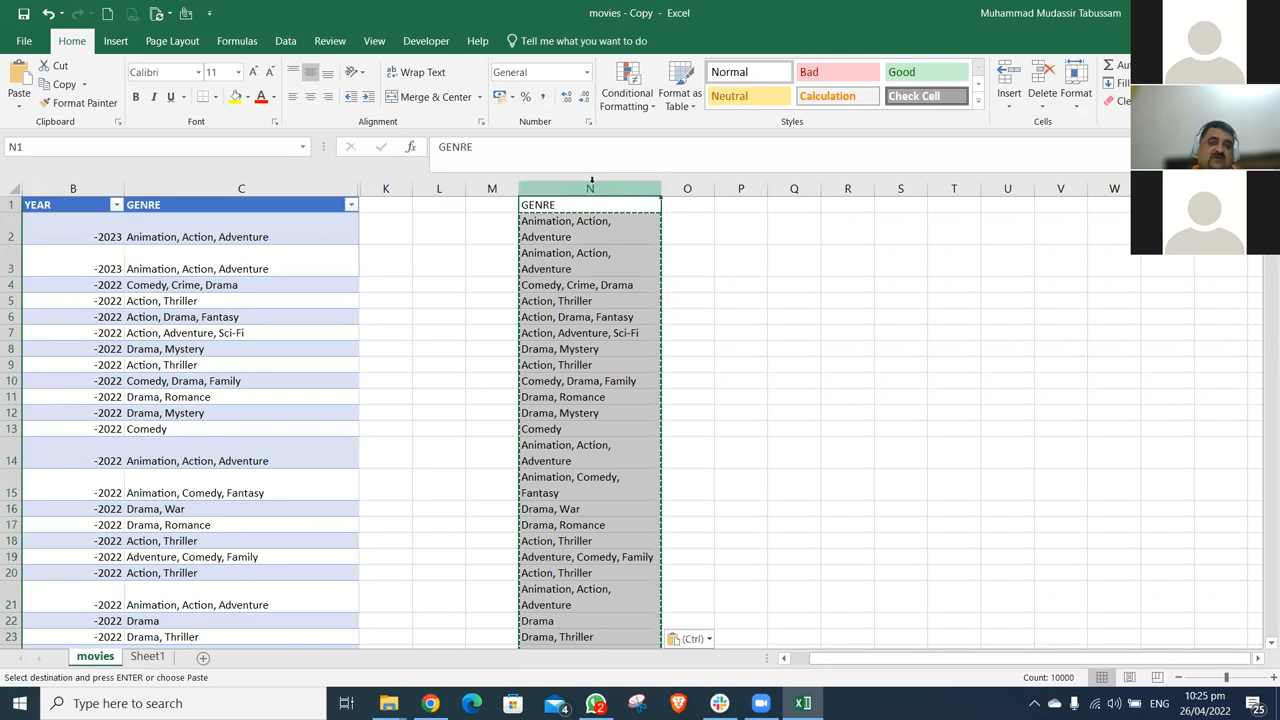 movies - Copy - Excel
Muhammad Mudassir Tabussam
File Home Insert Page Layout Formulas Data Review View Developer Help Tell me what you want to do
Paste
Cut
Copy
Format Painter
Clipboard
Calibri 11
B I U
Font
Wrap Text
Merge & Center
Alignment
General
Number
Conditional Formatting
Format as Table
Normal Bad Good
Neutral Calculation Check Cell
Styles
Insert Delete Format
Cells
N1
fx
GENRE
B C K L M N O P Q R S T U V W
1 YEAR GENRE GENRE
2 -2023 Animation, Action, Adventure Animation, Action, Adventure
3 -2023 Animation, Action, Adventure Animation, Action, Adventure
4 -2022 Comedy, Crime, Drama Comedy, Crime, Drama
5 -2022 Action, Thriller Action, Thriller
6 -2022 Action, Drama, Fantasy Action, Drama, Fantasy
7 -2022 Action, Adventure, Sci-Fi Action, Adventure, Sci-Fi
8 -2022 Drama, Mystery Drama, Mystery
9 -2022 Action, Thriller Action, Thriller
10 -2022 Comedy, Drama, Family Comedy, Drama, Family
11 -2022 Drama, Romance Drama, Romance
12 -2022 Drama, Mystery Drama, Mystery
13 -2022 Comedy Comedy
14 -2022 Animation, Action, Adventure Animation, Action, Adventure
15 -2022 Animation, Comedy, Fantasy Animation, Comedy, Fantasy
16 -2022 Drama, War Drama, War
17 -2022 Drama, Romance Drama, Romance
18 -2022 Action, Thriller Action, Thriller
19 -2022 Adventure, Comedy, Family Adventure, Comedy, Family
20 -2022 Action, Thriller Action, Thriller
21 -2022 Animation, Action, Adventure Animation, Action, Adventure
22 -2022 Drama Drama
23 -2022 Drama, Thriller Drama, Thriller
(Ctrl)
movies Sheet1
Select destination and press ENTER or choose Paste
Count: 10000
Type here to search
4
2
ENG
10:25 pm
26/04/2022
25